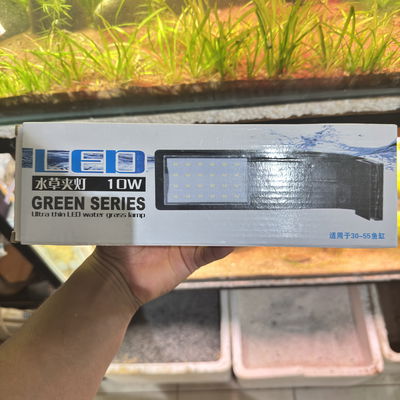 LED
水草夹灯 10W
GREEN SERIES
Ultra thin LED water grass lamp
适用于30-55鱼缸